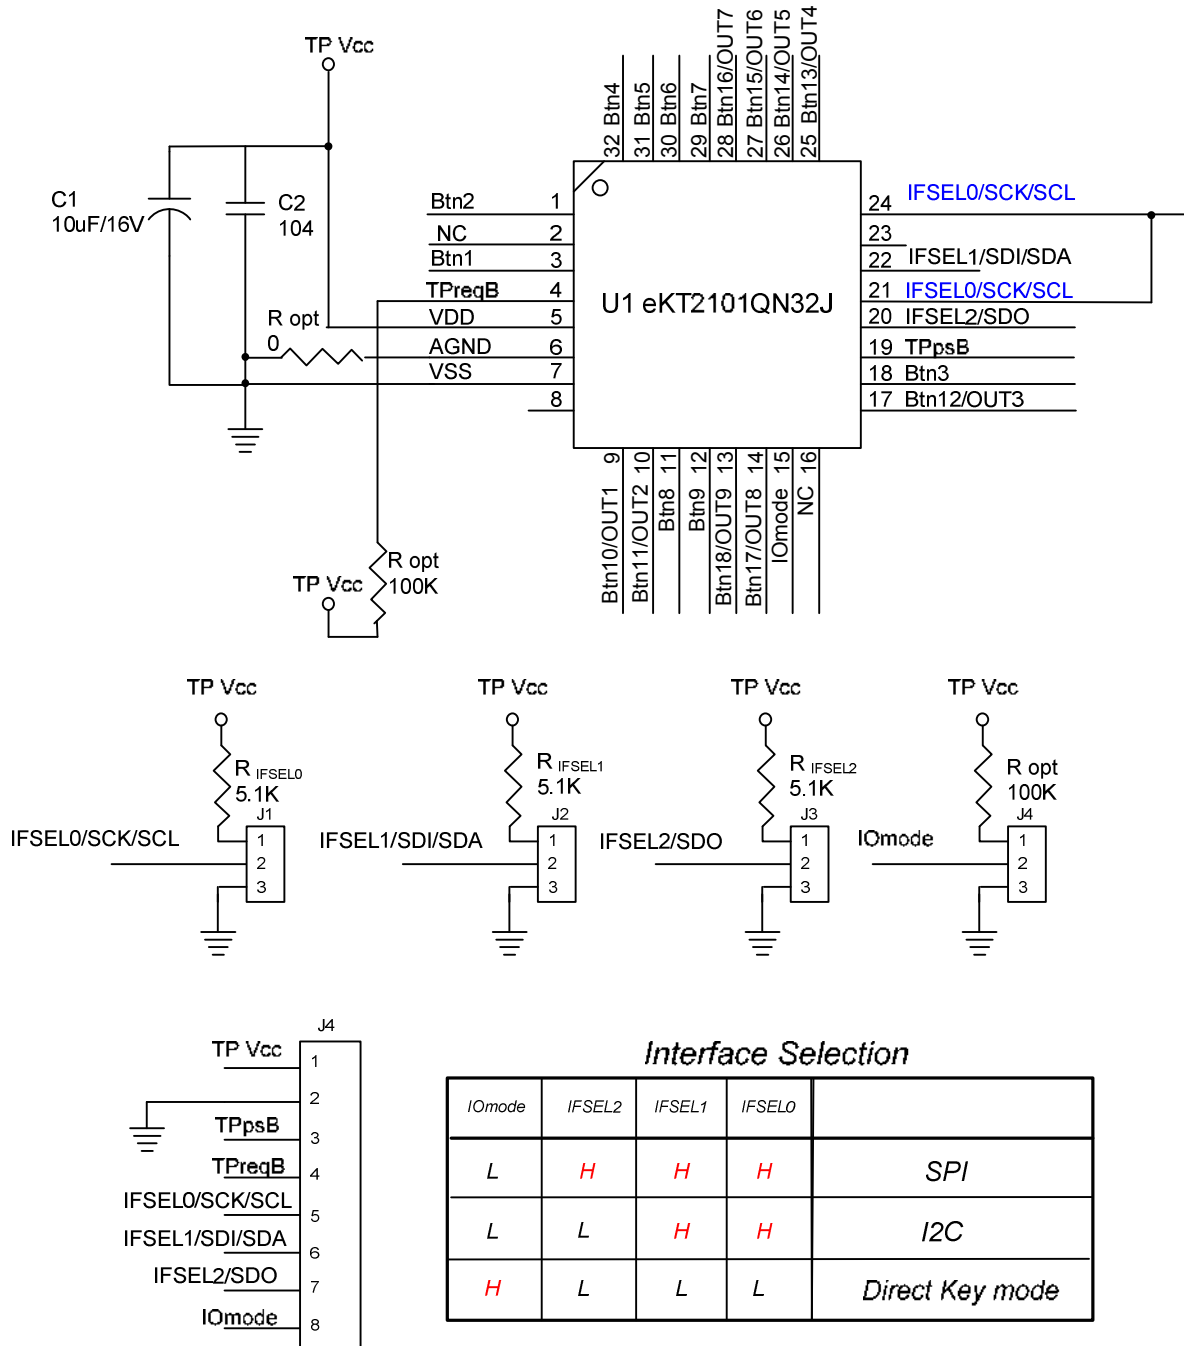 TP Vcc
C1
10uF/16V
C2
104
R opt
0
Btn2 1
NC 2
Btn1 3
TPreqB 4
VDD 5
AGND 6
VSS 7
8
32 Btn4
31 Btn5
30 Btn6
29 Btn7
28 Btn16/OUT7
27 Btn15/OUT6
26 Btn14/OUT5
25 Btn13/OUT4
U1 eKT2101QN32J
24 IFSEL0/SCK/SCL
23
22 IFSEL1/SDI/SDA
21 IFSEL0/SCK/SCL
20 IFSEL2/SDO
19 TPpsB
18 Btn3
17 Btn12/OUT3
Btn10/OUT1 9
Btn11/OUT2 10
Btn8 11
Btn9 12
Btn18/OUT9 13
Btn17/OUT8 14
IOmode 15
NC 16
R opt
100K
TP Vcc
TP Vcc
R IFSEL0
5.1K
J1
IFSEL0/SCK/SCL
1
2
3
TP Vcc
R IFSEL1
5.1K
J2
IFSEL1/SDI/SDA
1
2
3
TP Vcc
R IFSEL2
5.1K
J3
IFSEL2/SDO
1
2
3
TP Vcc
R opt
100K
J4
IOmode
1
2
3
J4
TP Vcc 1
2
TPpsB 3
TPreqB 4
IFSEL0/SCK/SCL 5
IFSEL1/SDI/SDA 6
IFSEL2/SDO 7
IOmode 8
Interface Selection
IOmode IFSEL2 IFSEL1 IFSEL0
L H H H SPI
L L H H I2C
H L L L Direct Key mode